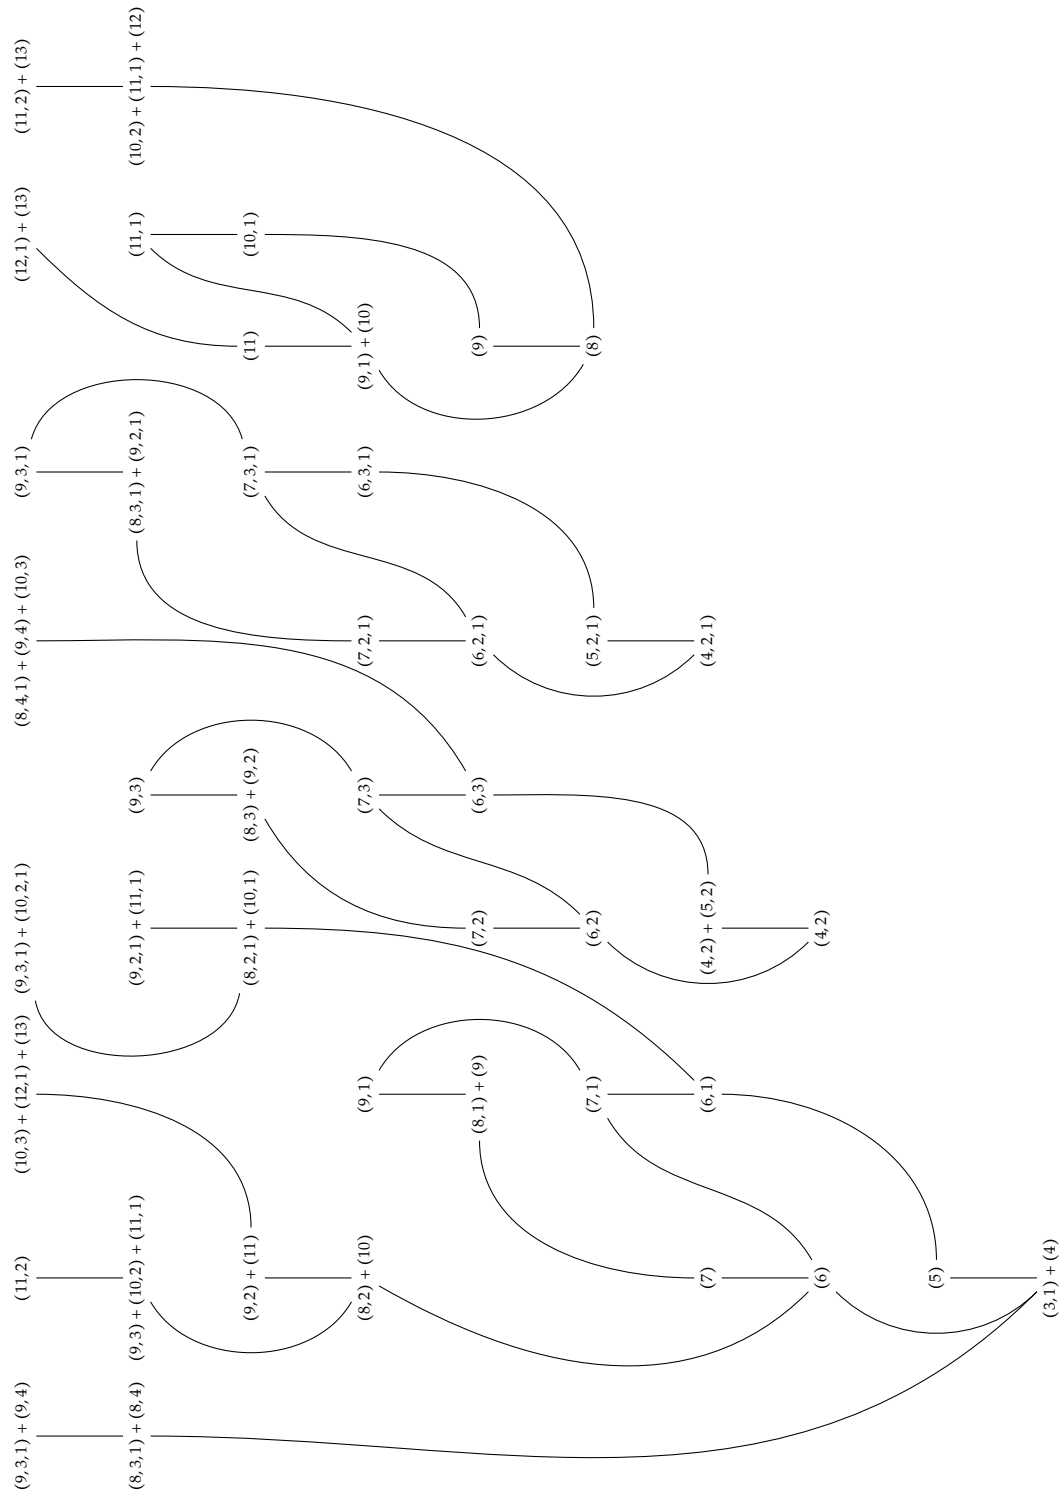 (9,3,1) + (9,4)
(11,2)
(10,3) + (12,1) + (13)
(9,3,1) + (10,2,1)
(8,4,1) + (9,4) + (10,3)
(9,3,1)
(12,1) + (13)
(11,2) + (13)
(8,3,1) + (8,4)
(9,3) + (10,2) + (11,1)
(9,2,1) + (11,1)
(9,3)
(8,3,1) + (9,2,1)
(11,1)
(10,2) + (11,1) + (12)
(9,2) + (11)
(8,2,1) + (10,1)
(8,3) + (9,2)
(7,3,1)
(11)
(10,1)
(8,2) + (10)
(9,1)
(7,3)
(7,2,1)
(6,3,1)
(9,1) + (10)
(8,1) + (9)
(7,2)
(6,3)
(6,2,1)
(9)
(7,1)
(6,2)
(5,2,1)
(8)
(7)
(6,1)
(4,2) + (5,2)
(4,2,1)
(6)
(4,2)
(5)
(3,1) + (4)